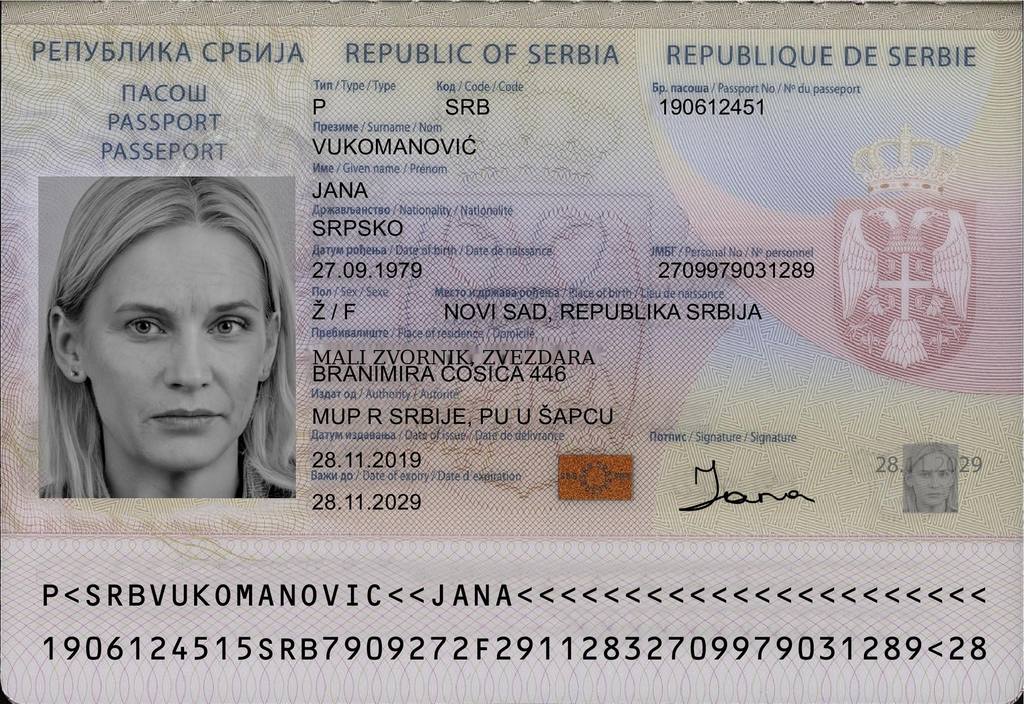 РЕПУБЛИКА СРБИЈА REPUBLIC OF SERBIA REPUBLIQUE DE SERBIE
ПАСОШ
PASSPORT
PASSEPORT
Тип / Type / Type Код / Code / Code Бр. пасоша / Passport No / Nº du passeport
P SRB 190612451
Презиме / Surname / Nom
VUKOMANOVIĆ
Име / Given name / Prénom
JANA
Држављанство / Nationality / Nationalité
SRPSKO
Датум рођења / Date of birth / Date de naissance ЈМБГ / Personal No / Nº personnel
27.09.1979 2709979031289
Пол / Sex / Sexe Место и држава рођења / Place of birth / Lieu de naissance
Ž / F NOVI SAD, REPUBLIKA SRBIJA
Пребивалиште / Place of residence / Domicile
MALI ZVORNIK, ZVEZDARA
BRANIMIRA ĆOSIĆA 446
Издат од / Authority / Autorité
MUP R SRBIJE, PU U ŠAPCU
Датум издавања / Date of issue / Date de délivrance Потпис / Signature / Signature
28.11.2019
Важи до / Date of expiry / Date d'expiration
28.11.2029
Jana
28.11.2029
P<SRBVUKOMANOVIC<<JANA<<<<<<<<<<<<<<<<<<<<<<
1906124515SRB7909272F29112832709979031289<28